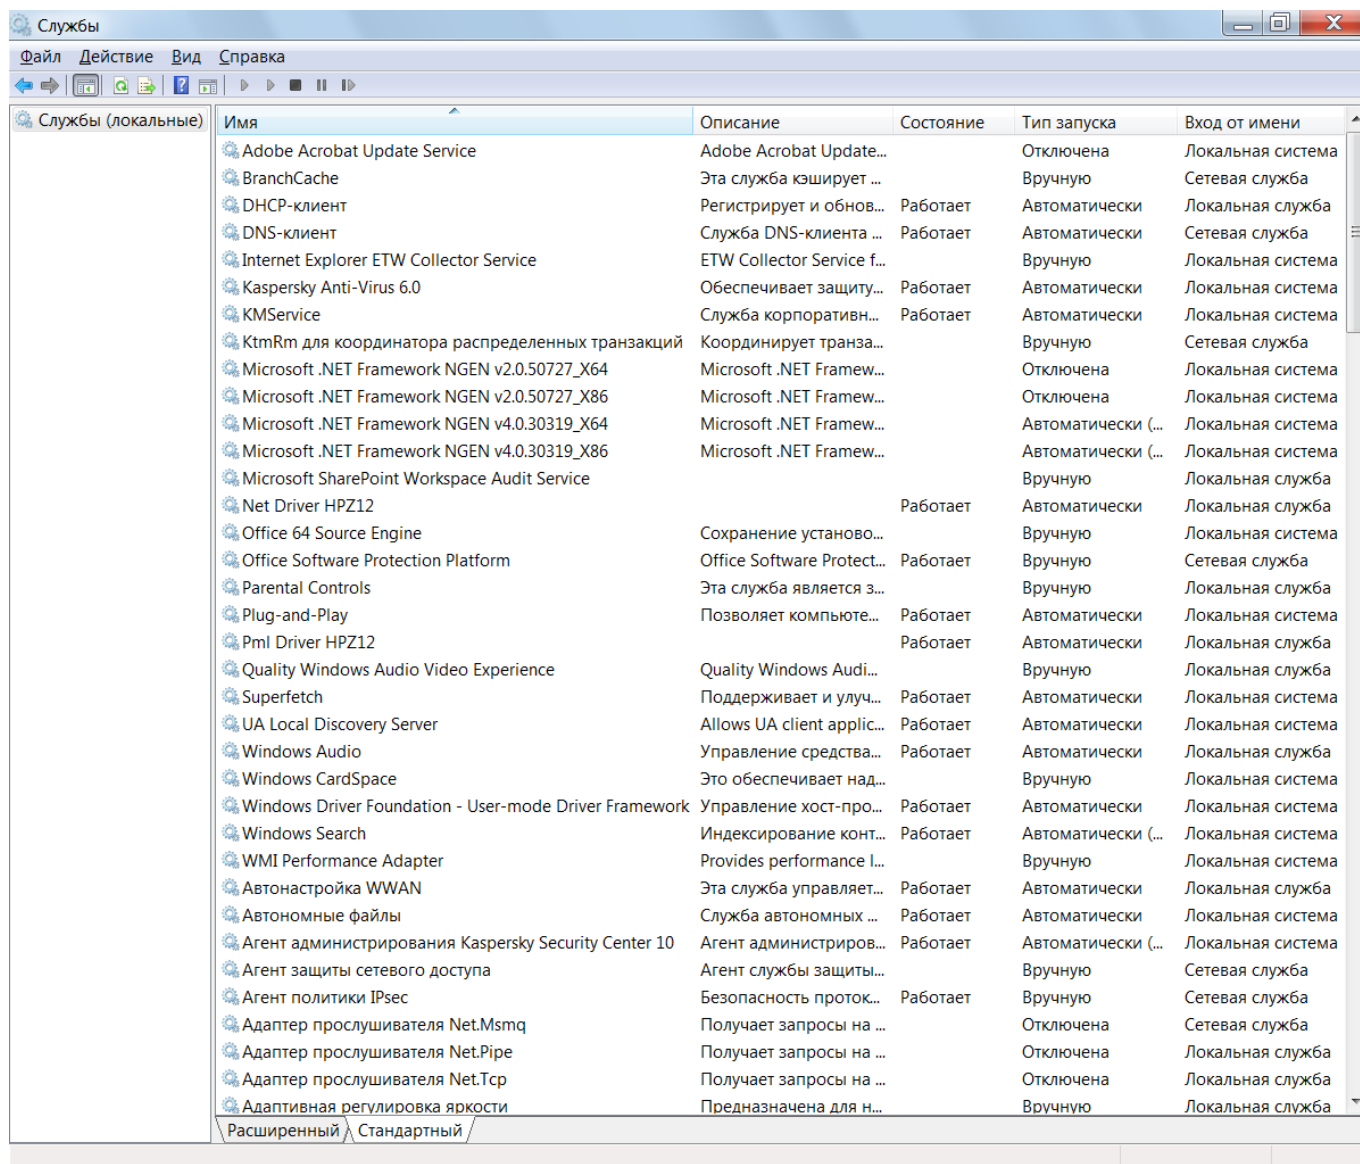 Службы
Файл Действие Вид Справка
Службы (локальные)
Имя Описание Состояние Тип запуска Вход от имени
Adobe Acrobat Update Service Adobe Acrobat Update... Отключена Локальная система
BranchCache Эта служба кэширует ... Вручную Сетевая служба
DHCP-клиент Регистрирует и обнов... Работает Автоматически Локальная служба
DNS-клиент Служба DNS-клиента ... Работает Автоматически Сетевая служба
Internet Explorer ETW Collector Service ETW Collector Service f... Вручную Локальная система
Kaspersky Anti-Virus 6.0 Обеспечивает защиту... Работает Автоматически Локальная система
KMService Служба корпоративн... Работает Автоматически Локальная система
KtmRm для координатора распределенных транзакций Координирует транза... Вручную Сетевая служба
Microsoft .NET Framework NGEN v2.0.50727_X64 Microsoft .NET Framew... Отключена Локальная система
Microsoft .NET Framework NGEN v2.0.50727_X86 Microsoft .NET Framew... Отключена Локальная система
Microsoft .NET Framework NGEN v4.0.30319_X64 Microsoft .NET Framew... Автоматически (... Локальная система
Microsoft .NET Framework NGEN v4.0.30319_X86 Microsoft .NET Framew... Автоматически (... Локальная система
Microsoft SharePoint Workspace Audit Service Вручную Локальная служба
Net Driver HPZ12 Работает Автоматически Локальная служба
Office 64 Source Engine Сохранение установо... Вручную Локальная система
Office Software Protection Platform Office Software Protect... Работает Вручную Сетевая служба
Parental Controls Эта служба является з... Вручную Локальная служба
Plug-and-Play Позволяет компьюте... Работает Автоматически Локальная система
Pml Driver HPZ12 Работает Автоматически Локальная служба
Quality Windows Audio Video Experience Quality Windows Audi... Вручную Локальная служба
Superfetch Поддерживает и улуч... Работает Автоматически Локальная система
UA Local Discovery Server Allows UA client applic... Работает Автоматически Локальная система
Windows Audio Управление средства... Работает Автоматически Локальная служба
Windows CardSpace Это обеспечивает над... Вручную Локальная система
Windows Driver Foundation - User-mode Driver Framework Управление хост-про... Работает Автоматически Локальная система
Windows Search Индексирование конт... Работает Автоматически (... Локальная система
WMI Performance Adapter Provides performance l... Вручную Локальная система
Автонастройка WWAN Эта служба управляет... Работает Автоматически Локальная служба
Автономные файлы Служба автономных ... Работает Автоматически Локальная система
Агент администрирования Kaspersky Security Center 10 Агент администриров... Работает Автоматически (... Локальная система
Агент защиты сетевого доступа Агент службы защиты... Вручную Сетевая служба
Агент политики IPsec Безопасность проток... Работает Вручную Сетевая служба
Адаптер прослушивателя Net.Msmq Получает запросы на ... Отключена Сетевая служба
Адаптер прослушивателя Net.Pipe Получает запросы на ... Отключена Локальная служба
Адаптер прослушивателя Net.Tcp Получает запросы на ... Отключена Локальная служба
Адаптивная регулировка яркости Предназначена для н... Вручную Локальная служба
Расширенный Стандартный